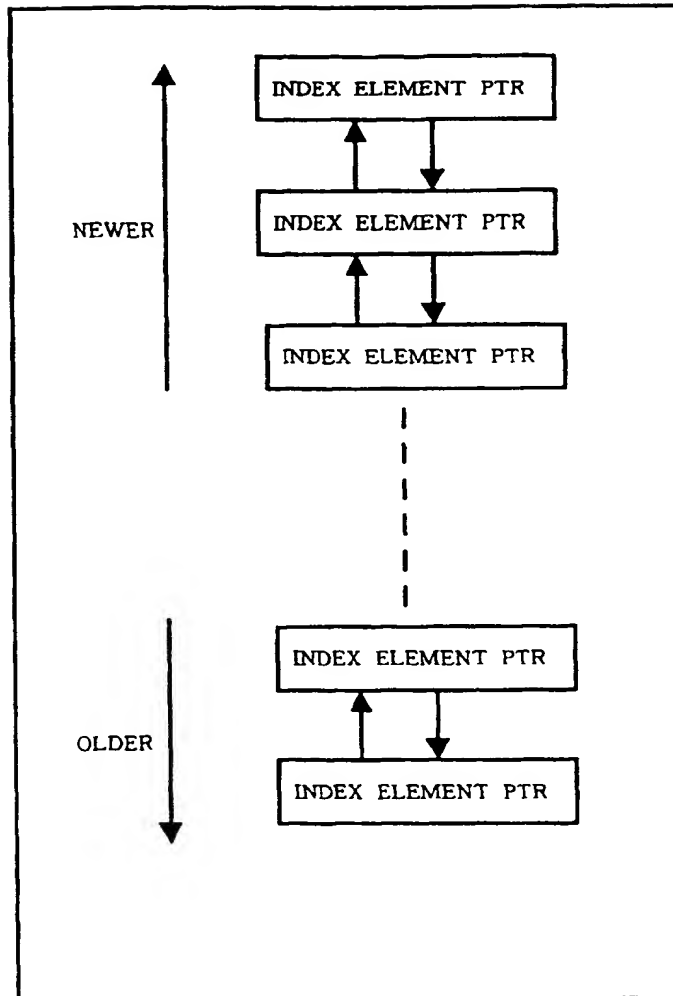 INDEX ELEMENT PTR
INDEX ELEMENT PTR
NEWER
INDEX ELEMENT PTR
INDEX ELEMENT PTR
OLDER
INDEX ELEMENT PTR